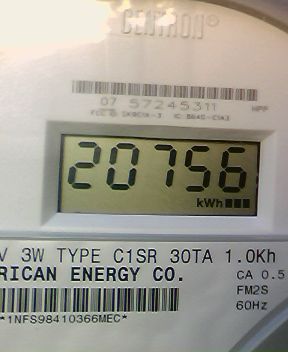 CENTRON®
07 57245311
HPP
20756
kWh
V 3W TYPE C1SR 30TA 1.0Kh
RICAN ENERGY CO.
CA 0.5
FM2S
60Hz
*1NFS98410366MEC*